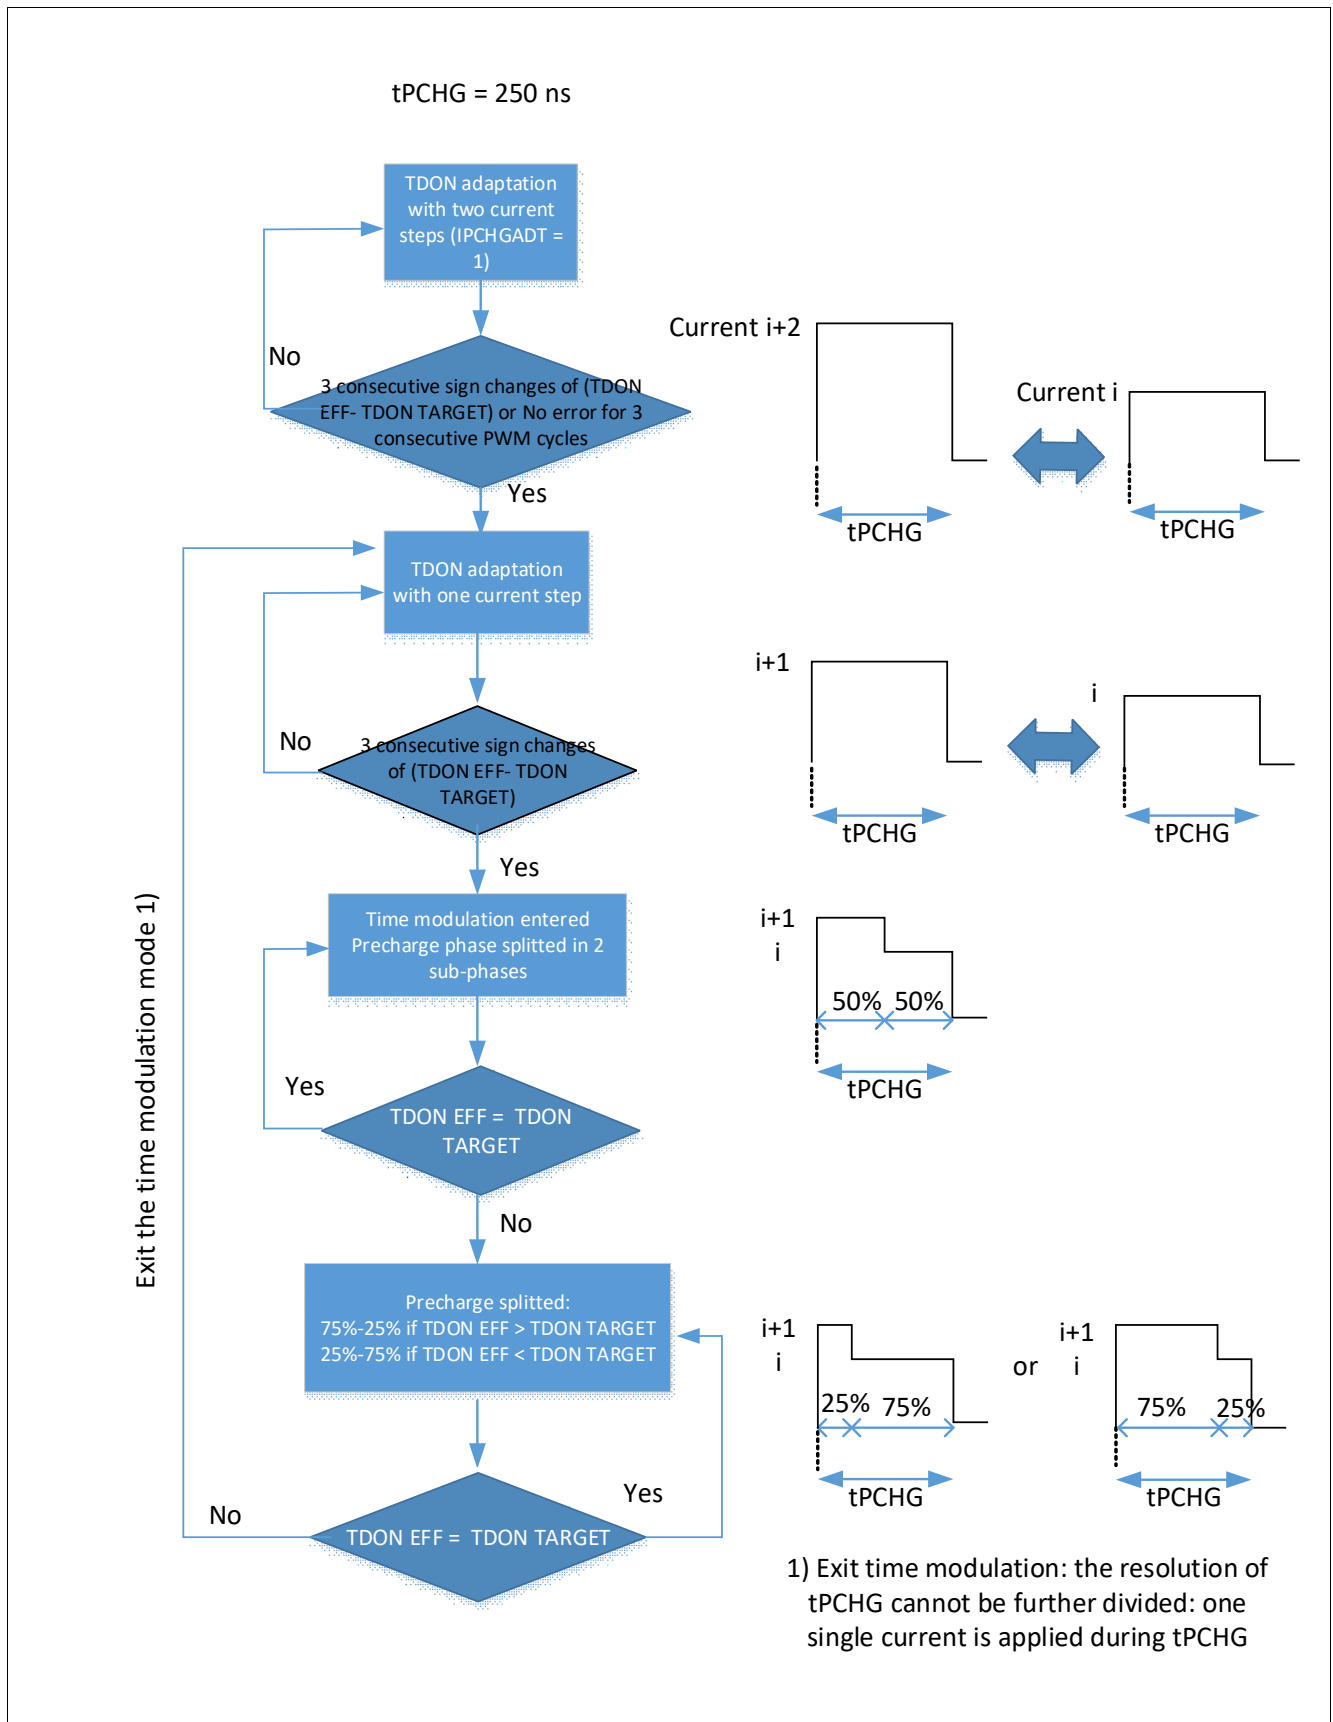 tPCHG = 250 ns
TDON adaptation
with two current
steps (IPCHGADT =
1)
No
3 consecutive sign changes of (TDON
EFF- TDON TARGET) or No error for 3
consecutive PWM cycles
Yes
Current i+2
Current i
tPCHG
tPCHG
TDON adaptation
with one current step
No
3 consecutive sign changes
of (TDON EFF- TDON
TARGET)
Yes
i+1
i
tPCHG
tPCHG
Time modulation entered
Precharge phase splitted in 2
sub-phases
i+1
i
50%
50%
tPCHG
Yes
TDON EFF = TDON
TARGET
No
Exit the time modulation mode 1)
Precharge splitted:
75%-25% if TDON EFF > TDON TARGET
25%-75% if TDON EFF < TDON TARGET
i+1
i
25%
75%
tPCHG
or
i+1
i
75%
25%
tPCHG
No
TDON EFF = TDON TARGET
Yes
1) Exit time modulation: the resolution of
tPCHG cannot be further divided: one
single current is applied during tPCHG